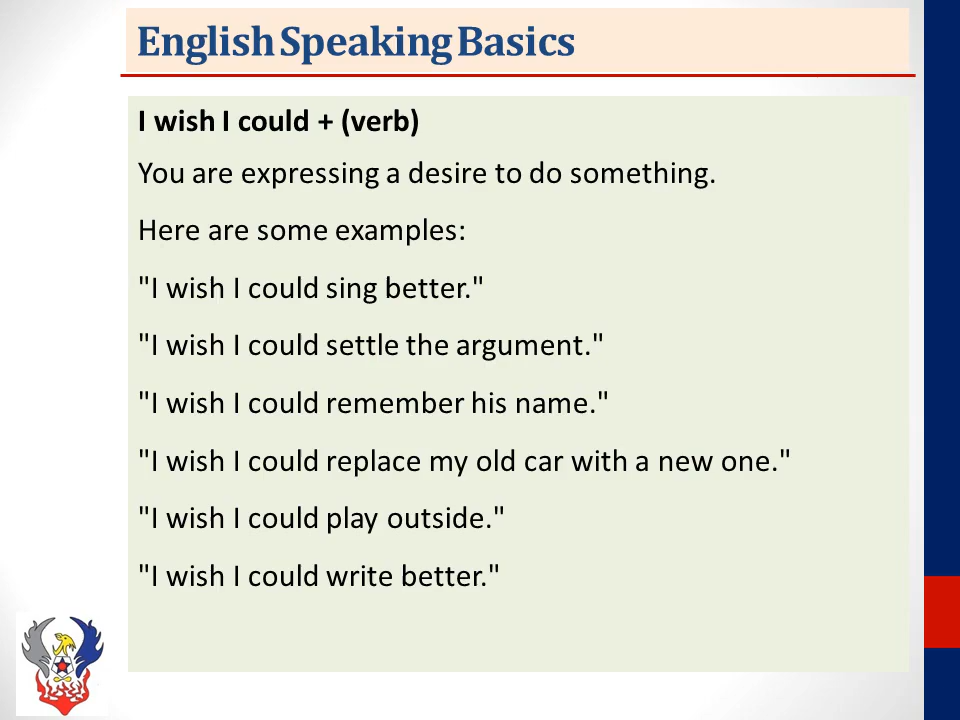 English Speaking Basics
I wish I could + (verb)
You are expressing a desire to do something.
Here are some examples:
"I wish I could sing better."
"I wish I could settle the argument."
"I wish I could remember his name."
"I wish I could replace my old car with a new one."
"I wish I could play outside."
"I wish I could write better."